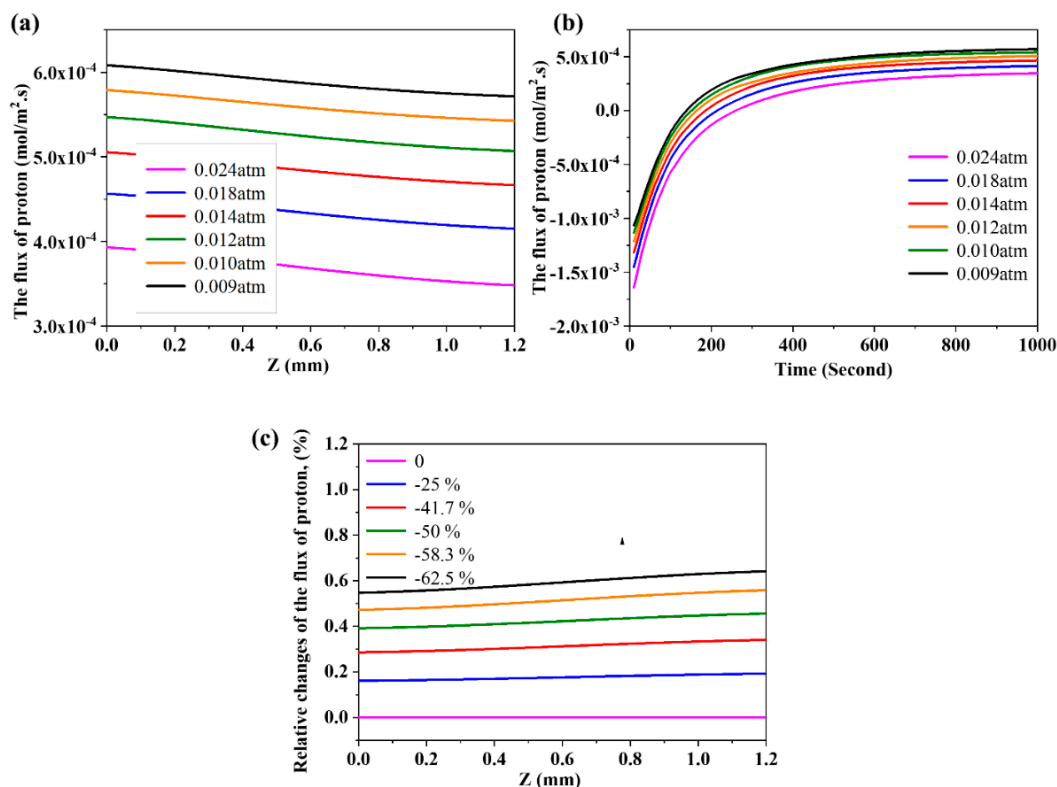 (a)
The flux of proton (mol/m².s)
6.0x10⁻⁴
5.0x10⁻⁴
4.0x10⁻⁴
3.0x10⁻⁴
0.024atm
0.018atm
0.014atm
0.012atm
0.010atm
0.009atm
0.0 0.2 0.4 0.6 0.8 1.0 1.2
Z (mm)
(b)
The flux of proton (mol/m².s)
5.0x10⁻⁴
0.0
-5.0x10⁻⁴
-1.0x10⁻³
-1.5x10⁻³
-2.0x10⁻³
0.024atm
0.018atm
0.014atm
0.012atm
0.010atm
0.009atm
0 200 400 600 800 1000
Time (Second)
(c)
Relative changes of the flux of proton, (%)
1.2
1.0
0.8
0.6
0.4
0.2
0.0
0
-25 %
-41.7 %
-50 %
-58.3 %
-62.5 %
0.0 0.2 0.4 0.6 0.8 1.0 1.2
Z (mm)